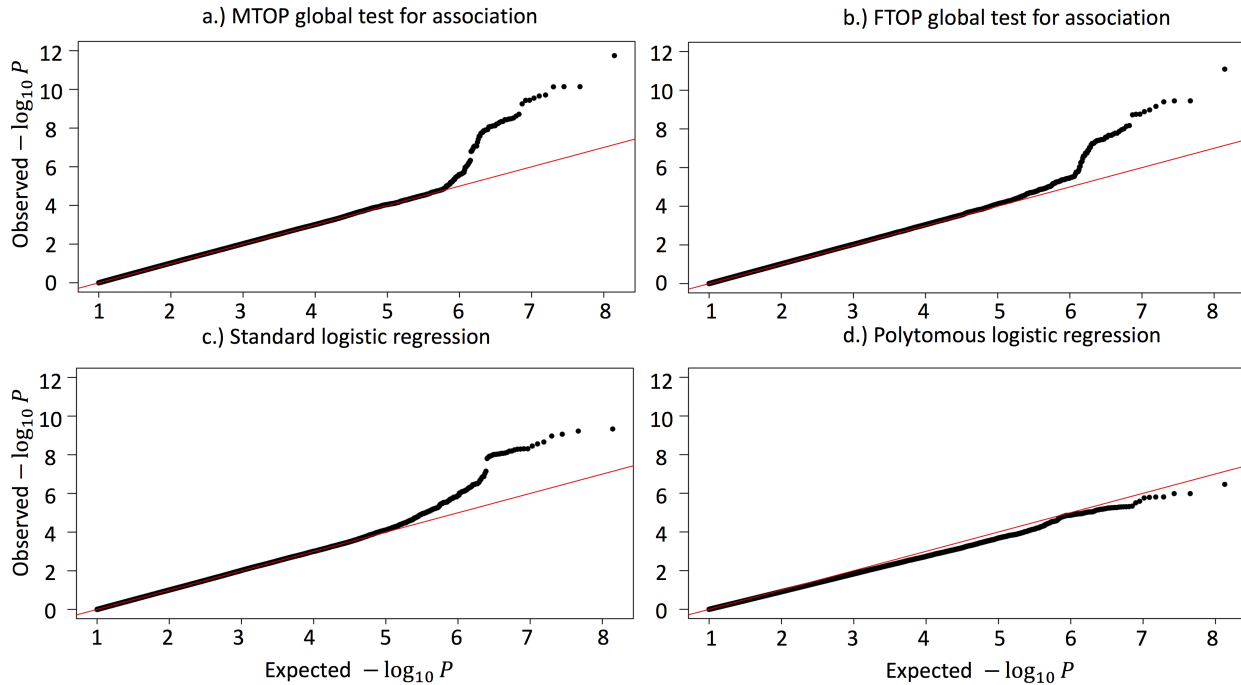 a.) MTOP global test for association
b.) FTOP global test for association
Observed − log₁₀ P
12
10
8
6
4
2
0
1 2 3 4 5 6 7 8
12
10
8
6
4
2
0
1 2 3 4 5 6 7 8
c.) Standard logistic regression
d.) Polytomous logistic regression
Observed − log₁₀ P
12
10
8
6
4
2
0
1 2 3 4 5 6 7 8
12
10
8
6
4
2
0
1 2 3 4 5 6 7 8
Expected − log₁₀ P
Expected − log₁₀ P